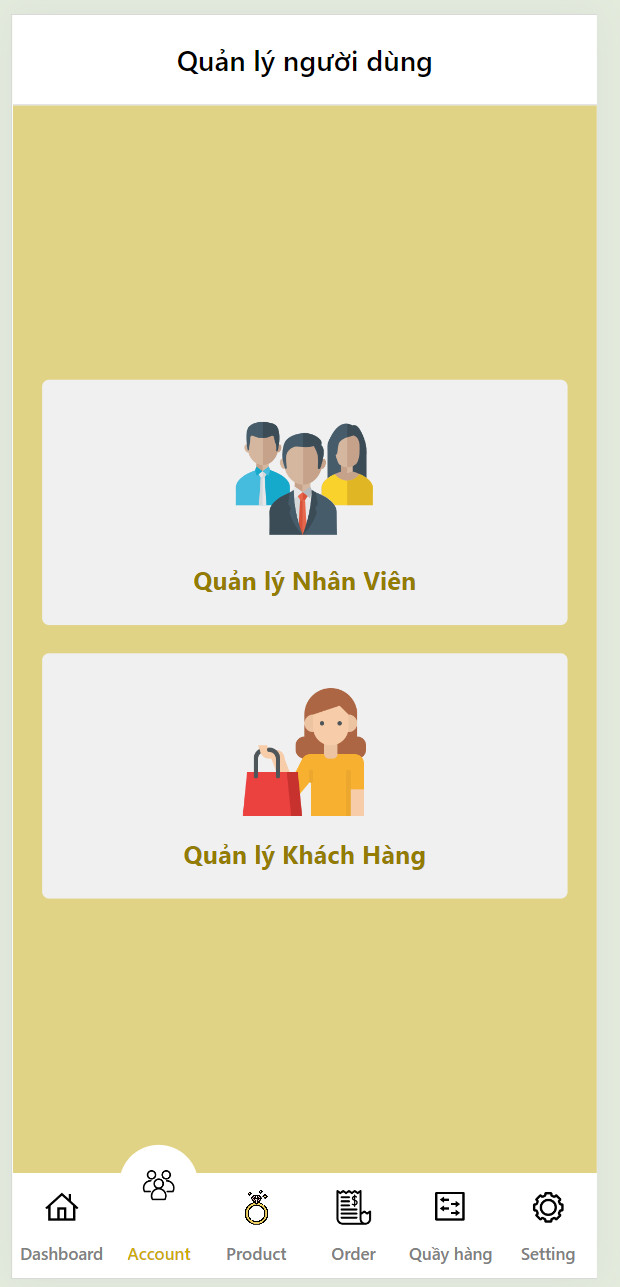 Quản lý người dùng
Quản lý Nhân Viên
Quản lý Khách Hàng
Dashboard Account Product Order Quầy hàng Setting